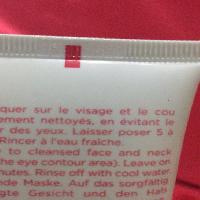 quer sur le visage et le cou
ement nettoyés, en évitant le
r des yeux. Laisser poser 5 à
Rincer à l'eau fraîche.
e to cleansed face and neck
he eye contour area). Leave on
nutes. Rinse off with cool water.
nde Maske. Auf das sorgfältig
gte Gesicht und den Hals